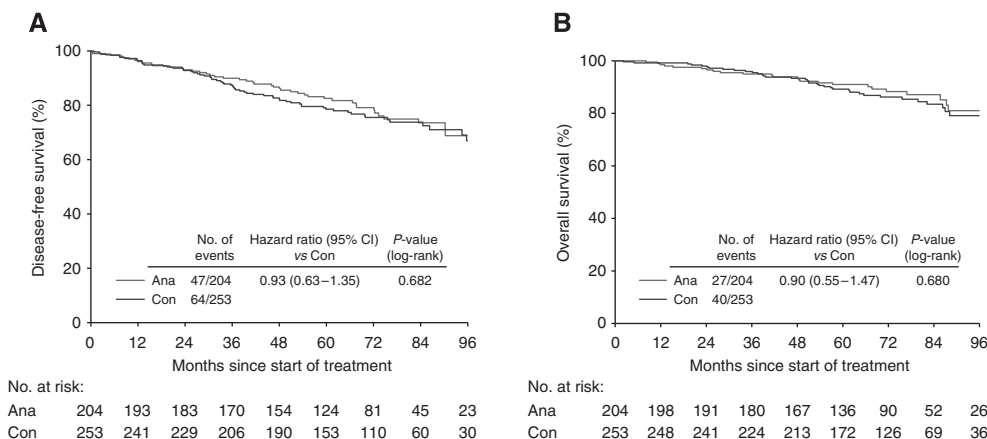 A
Disease-free survival (%)
100
80
60
40
20
0
No. of events
Hazard ratio (95% CI) vs Con
P-value (log-rank)
Ana 47/204 0.93 (0.63–1.35) 0.682
Con 64/253
0 12 24 36 48 60 72 84 96
Months since start of treatment
No. at risk:
Ana 204 193 183 170 154 124 81 45 23
Con 253 241 229 206 190 153 110 60 30
B
Overall survival (%)
100
80
60
40
20
0
No. of events
Hazard ratio (95% CI) vs Con
P-value (log-rank)
Ana 27/204 0.90 (0.55–1.47) 0.680
Con 40/253
0 12 24 36 48 60 72 84 96
Months since start of treatment
No. at risk:
Ana 204 198 191 180 167 136 90 52 26
Con 253 248 241 224 213 172 126 69 36